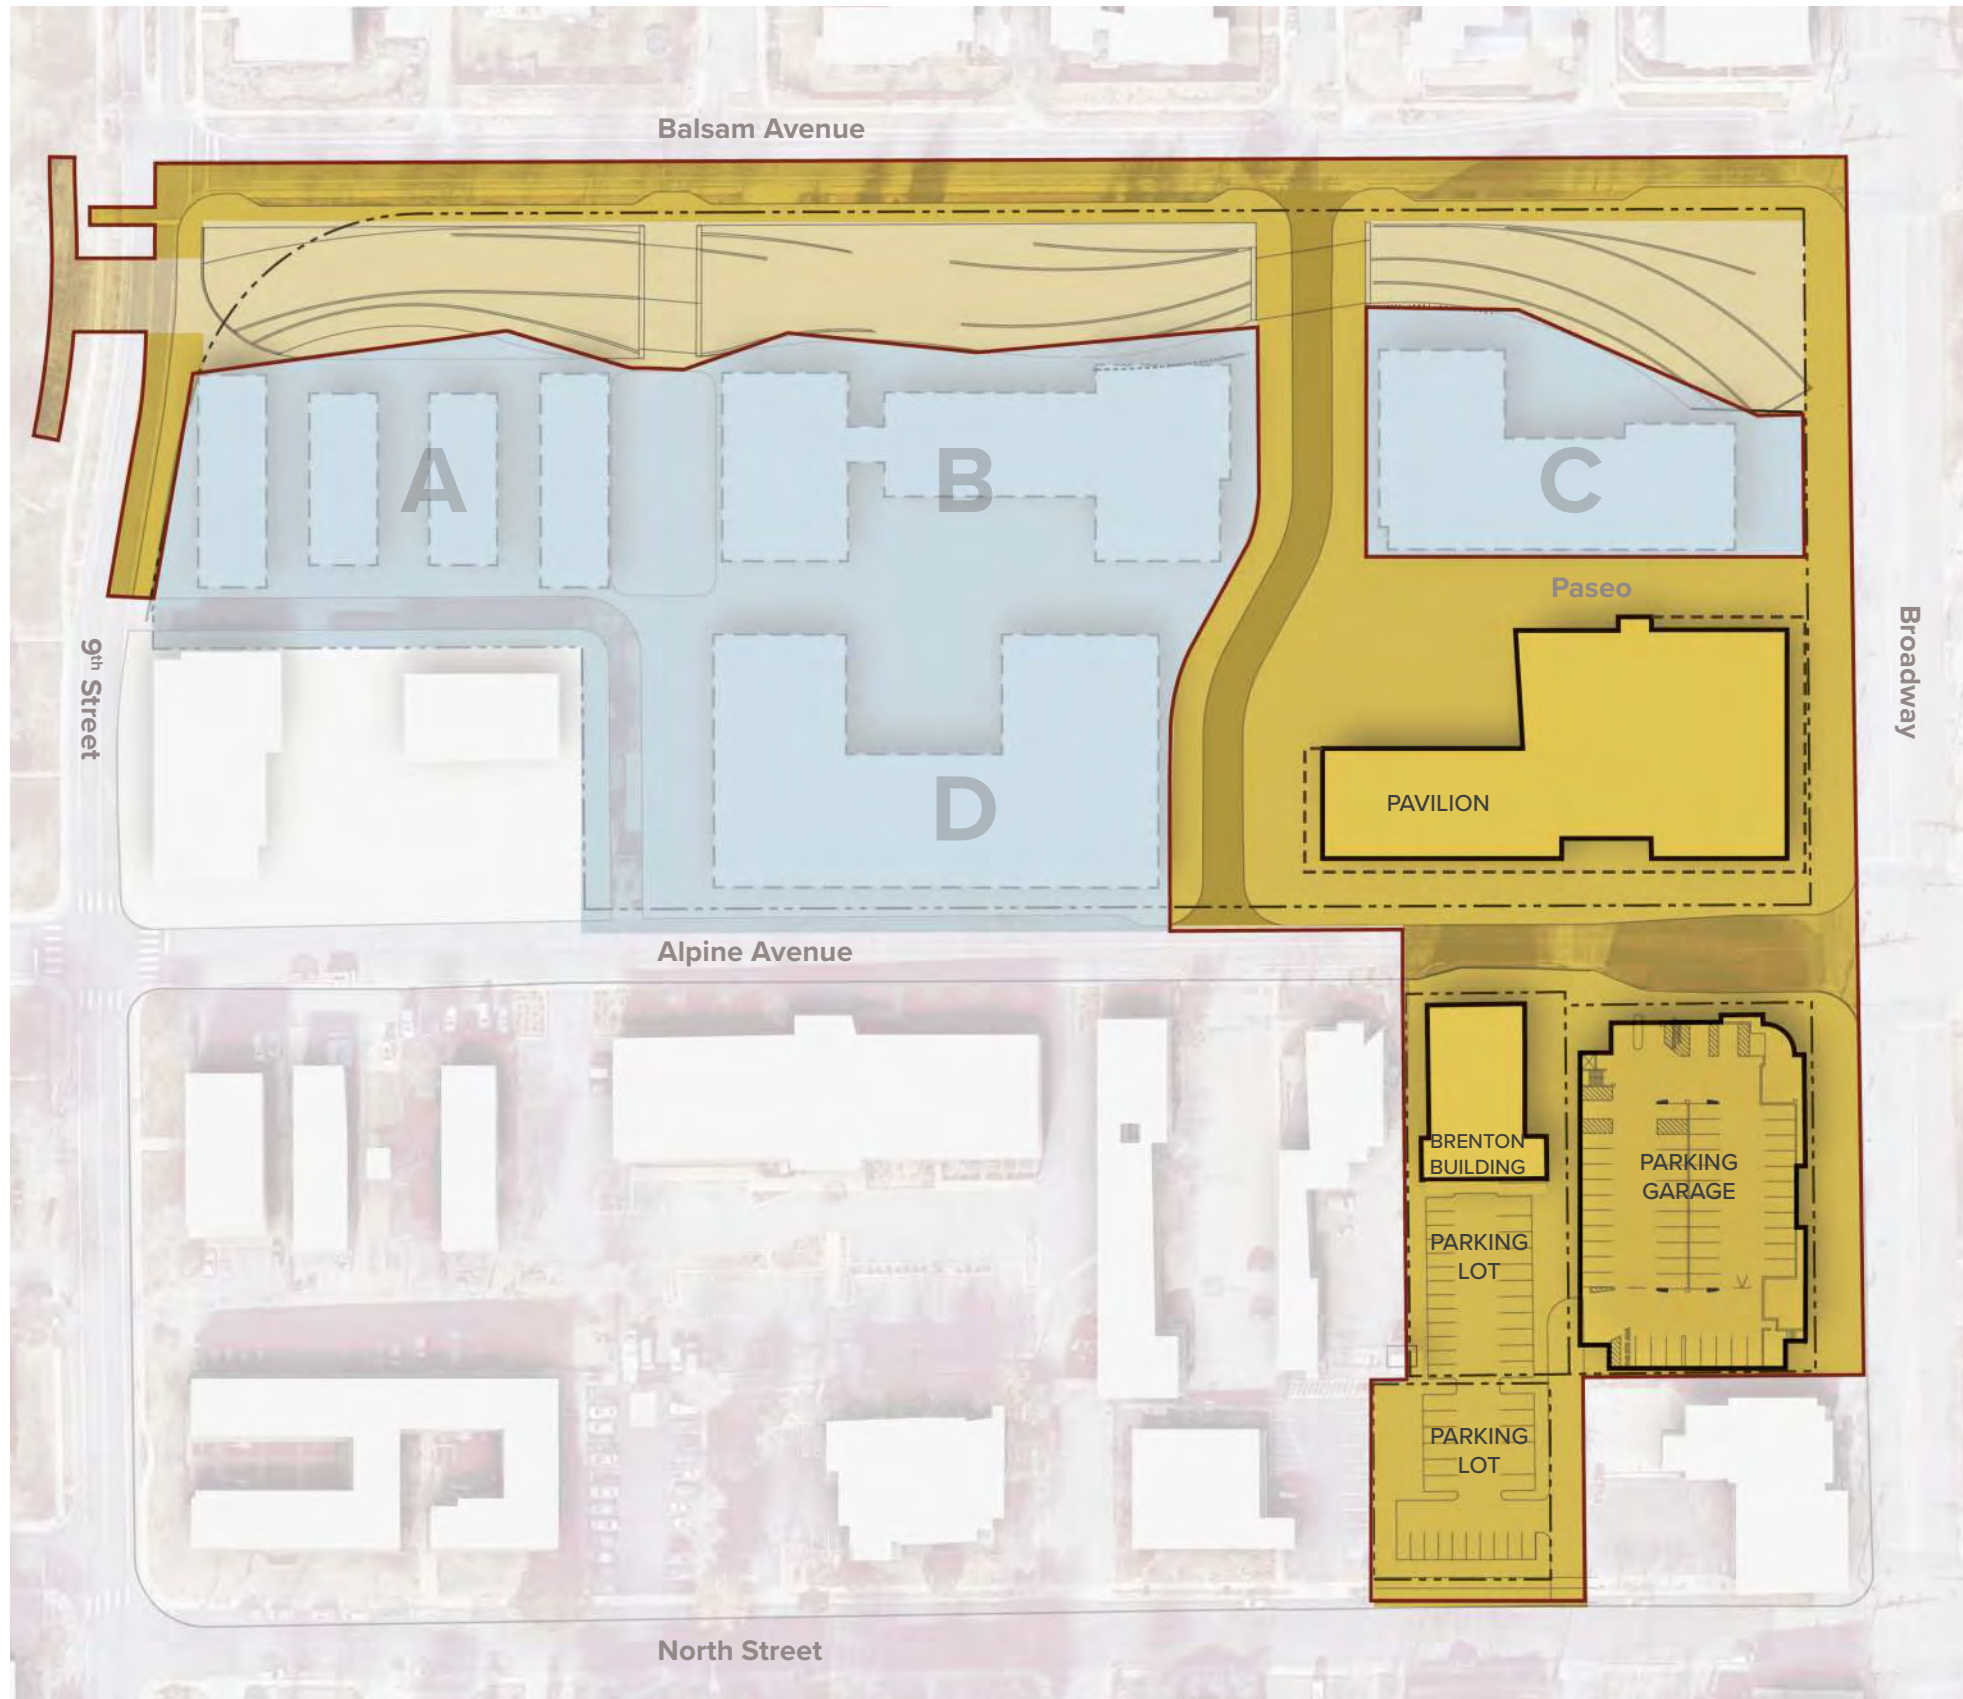 Balsam Avenue
A
B
C
Paseo
9th Street
Broadway
PAVILION
D
Alpine Avenue
BRENTON
BUILDING
PARKING
GARAGE
PARKING
LOT
PARKING
LOT
North Street